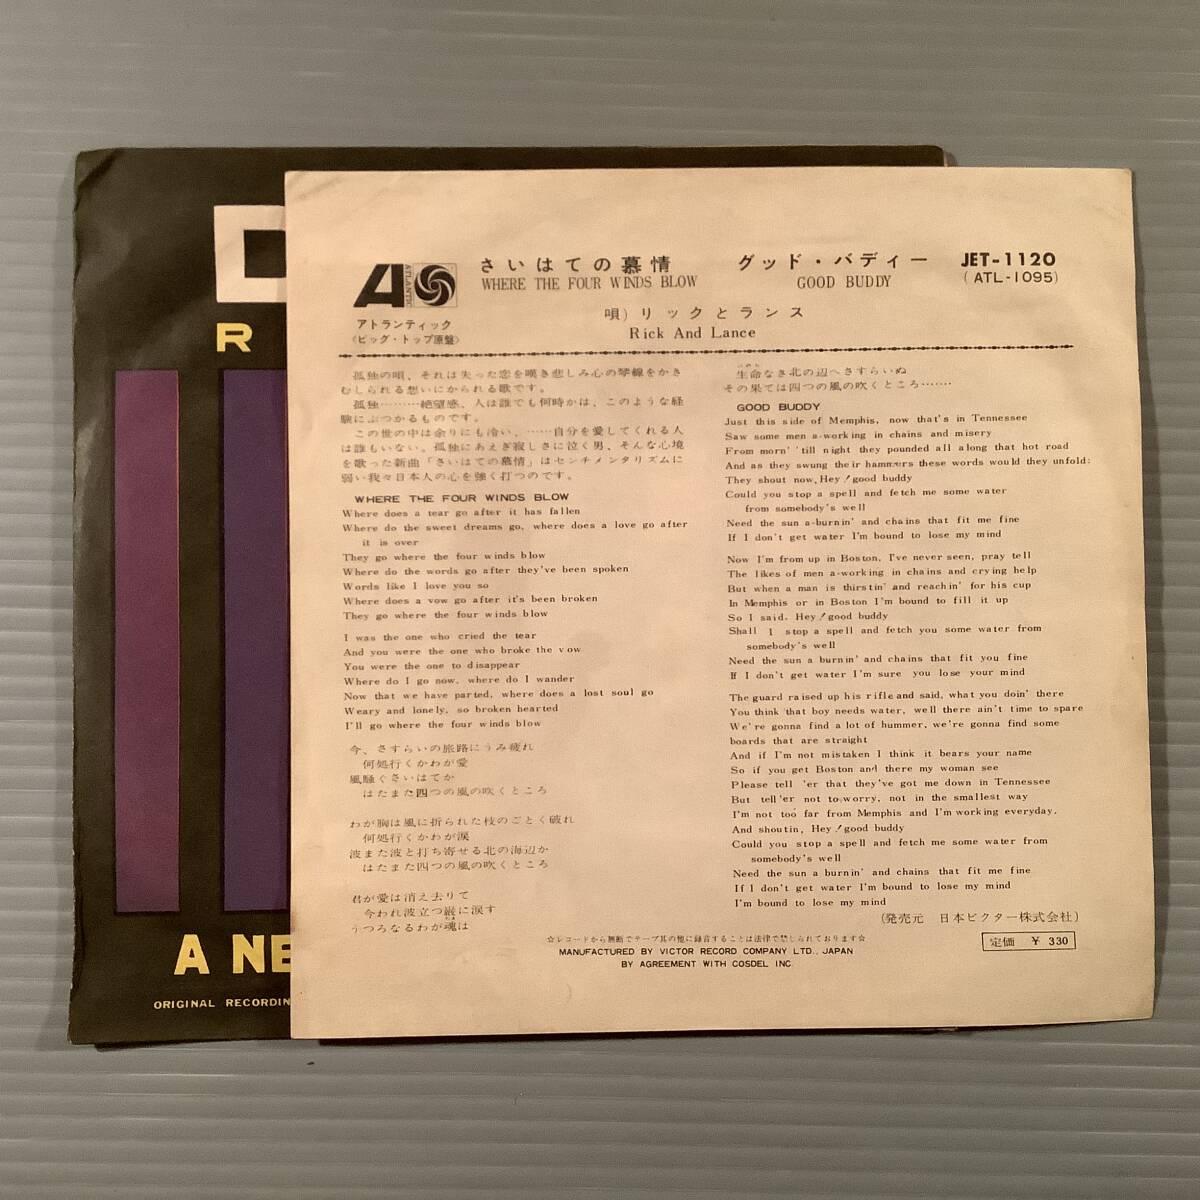 D
R
A NE
ORIGINAL RECORDIN
A
ATLANTIC
アトランティック
(ビッグ・トップ原盤)
さいはての慕情 グッド・バディー JET-1120
WHERE THE FOUR WINDS BLOW GOOD BUDDY (ATL-1095)
唄)リックとランス
Rick And Lance
孤独の唄、それは失った恋を嘆き悲しみ心の琴線をかき
むしられる想いにかられる歌です。
孤独………絶望感、人は誰でも何時かは、このような経
験にぶつかるものです。
この世の中は余りにも冷い、……自分を愛してくれる人
は誰もいない。孤独にあえぎ寂しさに泣く男、そんな心境
を歌った新曲「さいはての慕情」はセンチメンタリズムに
弱い我々日本人の心を強く打つのです。
WHERE THE FOUR WINDS BLOW
Where does a tear go after it has fallen
Where do the sweet dreams go, where does a love go after
it is over
They go where the four winds blow
Where do the words go after they've been spoken
Words like I love you so
Where does a vow go after it's been broken
They go where the four winds blow
I was the one who cried the tear
And you were the one who broke the vow
You were the one to disappear
Where do I go now, where do I wander
Now that we have parted, where does a lost soul go
Weary and lonely, so broken hearted
I'll go where the four winds blow
今、さすらいの旅路にうみ疲れ
何処行くかわが愛
風騒ぐさいはてか
はたまた四つの風の吹くところ
わが胸は風に折られた枝のごとく破れ
何処行くかわが涙
波また波と打ち寄せる北の海辺か
はたまた四つの風の吹くところ
君が愛は消え去りて
今われ波立つ巌に涙す
うつろなるわが魂は
生命なき北の辺へさすらいぬ
その果ては四つの風の吹くところ……
GOOD BUDDY
Just this side of Memphis, now that's in Tennessee
Saw some men a-working in chains and misery
From morn' 'till night they pounded all along that hot road
And as they swung their hammers these words would they unfold:
They shout now, Hey! good buddy
Could you stop a spell and fetch me some water
from somebody's well
Need the sun a-burnin' and chains that fit me fine
If I don't get water I'm bound to lose my mind
Now I'm from up in Boston, I've never seen, pray tell
The likes of men a-working in chains and crying help
But when a man is thirstin' and reachin' for his cup
In Memphis or in Boston I'm bound to fill it up
So I said, Hey! good buddy
Shall I stop a spell and fetch you some water from
somebody's well
Need the sun a burnin' and chains that fit you fine
If I don't get water I'm sure you lose your mind
The guard raised up his rifle and said, what you doin' there
You think that boy needs water, well there ain't time to spare
We're gonna find a lot of hummer, we're gonna find some
boards that are straight
And if I'm not mistaken I think it bears your name
So if you get Boston and there my woman see
Please tell 'er that they've got me down in Tennessee
But tell'er not to worry, not in the smallest way
I'm not too far from Memphis and I'm working everyday.
And shoutin, Hey! good buddy
Could you stop a spell and fetch me some water from
somebody's well
Need the sun a burnin' and chains that fit me fine
If I don't get water I'm bound to lose my mind
I'm bound to lose my mind
(発売元 日本ビクター株式会社)
☆レコードから無断でテープ其の他に録音することは法律で禁じられております☆
MANUFACTURED BY VICTOR RECORD COMPANY LTD., JAPAN
BY AGREEMENT WITH COSDEL INC.
定価 ¥ 330